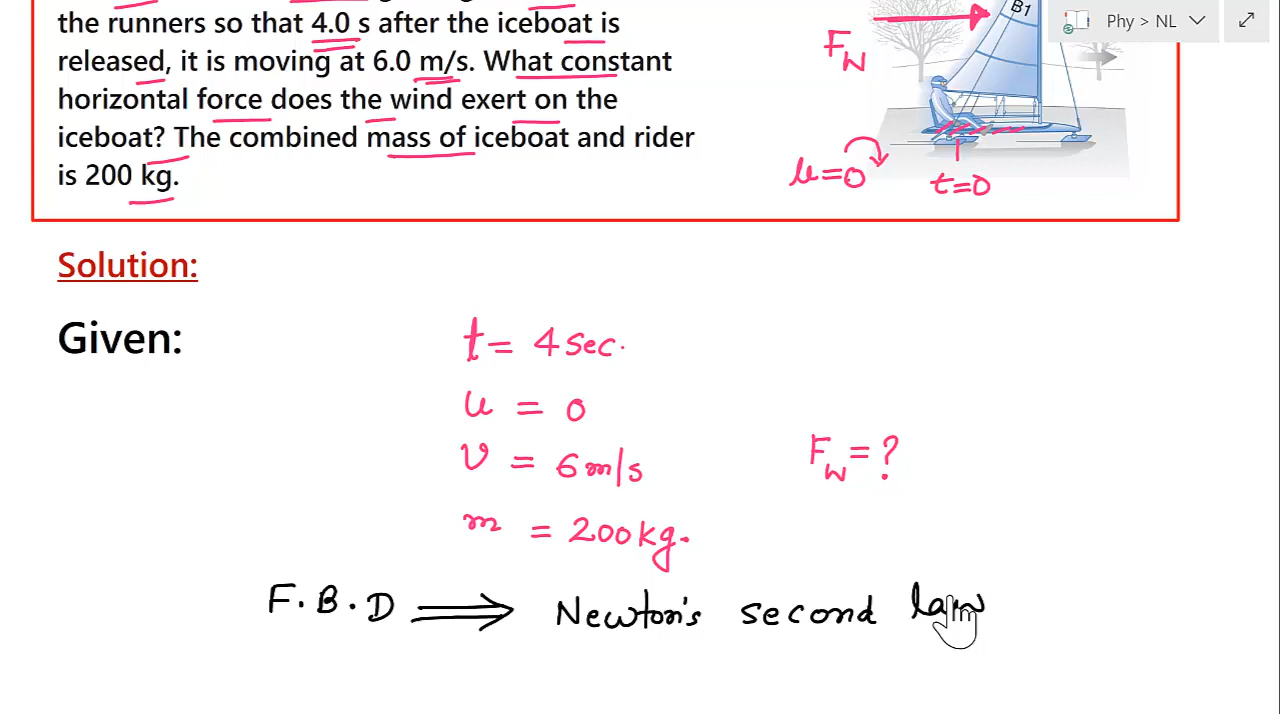 B1
Phy > NL
the runners so that 4.0 s after the iceboat is
released, it is moving at 6.0 m/s. What constant
horizontal force does the wind exert on the
iceboat? The combined mass of iceboat and rider
is 200 kg.
F_W
u=0
t=0
Solution:
Given:
t = 4 sec.
u = 0
v = 6 m/s
F_W = ?
m = 200 kg.
F.B.D ⟹ Newton's second law